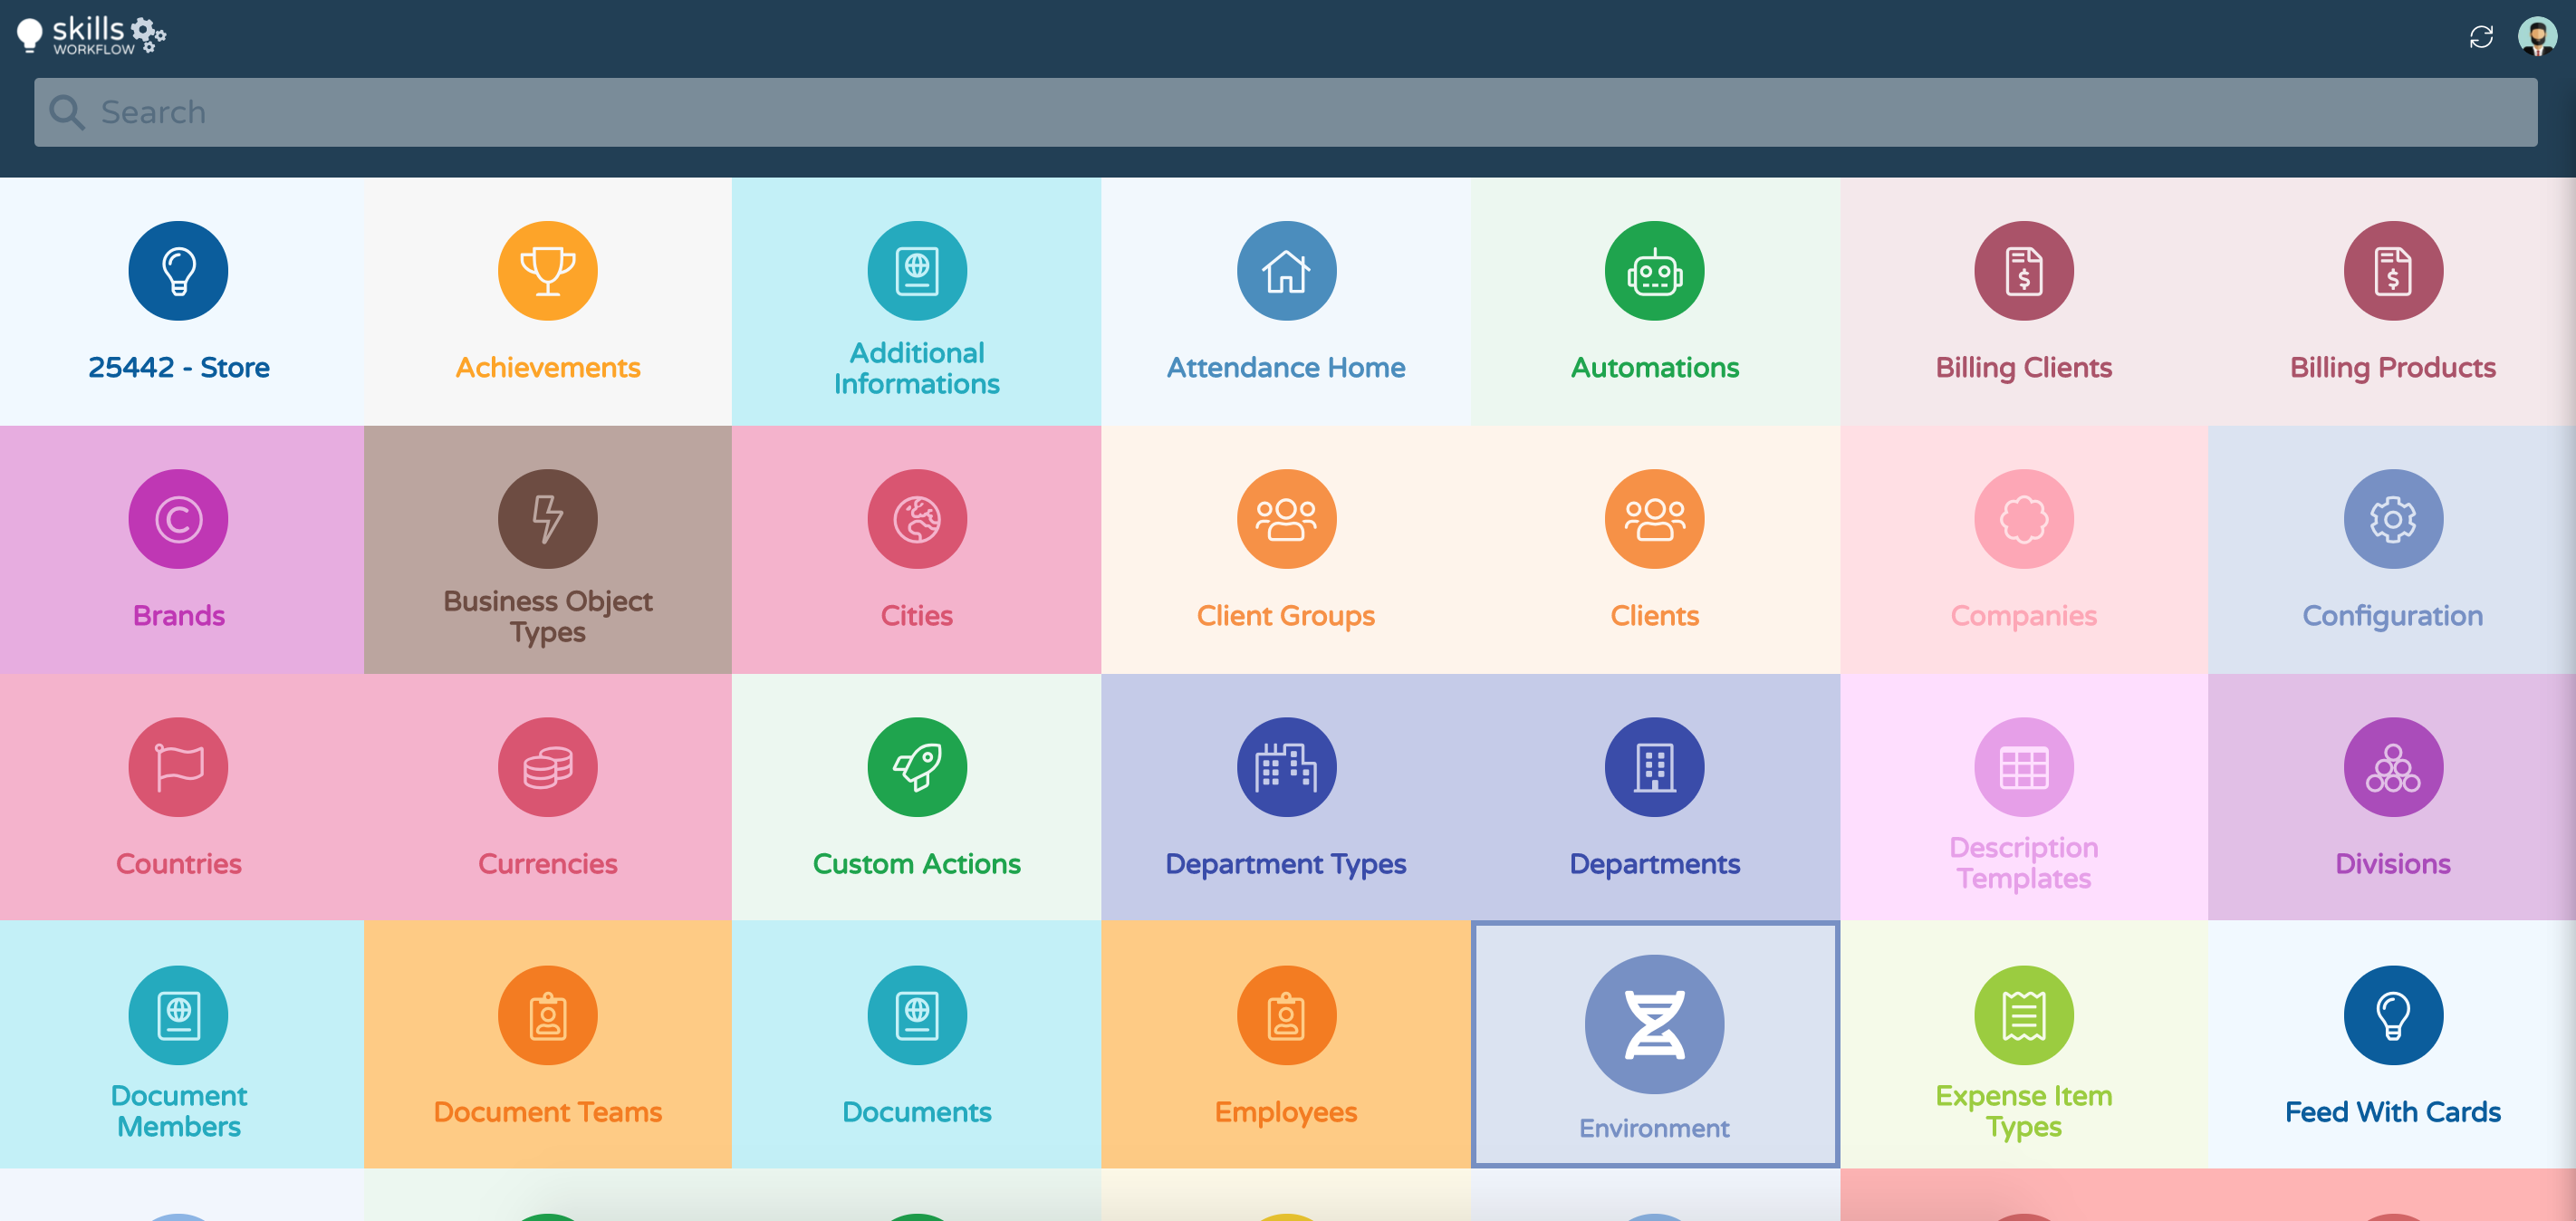 skills
WORKFLOW
Search
25442 - Store
Achievements
Additional
Informations
Attendance Home
Automations
Billing Clients
Billing Products
Brands
Business Object
Types
Cities
Client Groups
Clients
Companies
Configuration
Countries
Currencies
Custom Actions
Department Types
Departments
Description
Templates
Divisions
Document
Members
Document Teams
Documents
Employees
Environment
Expense Item
Types
Feed With Cards